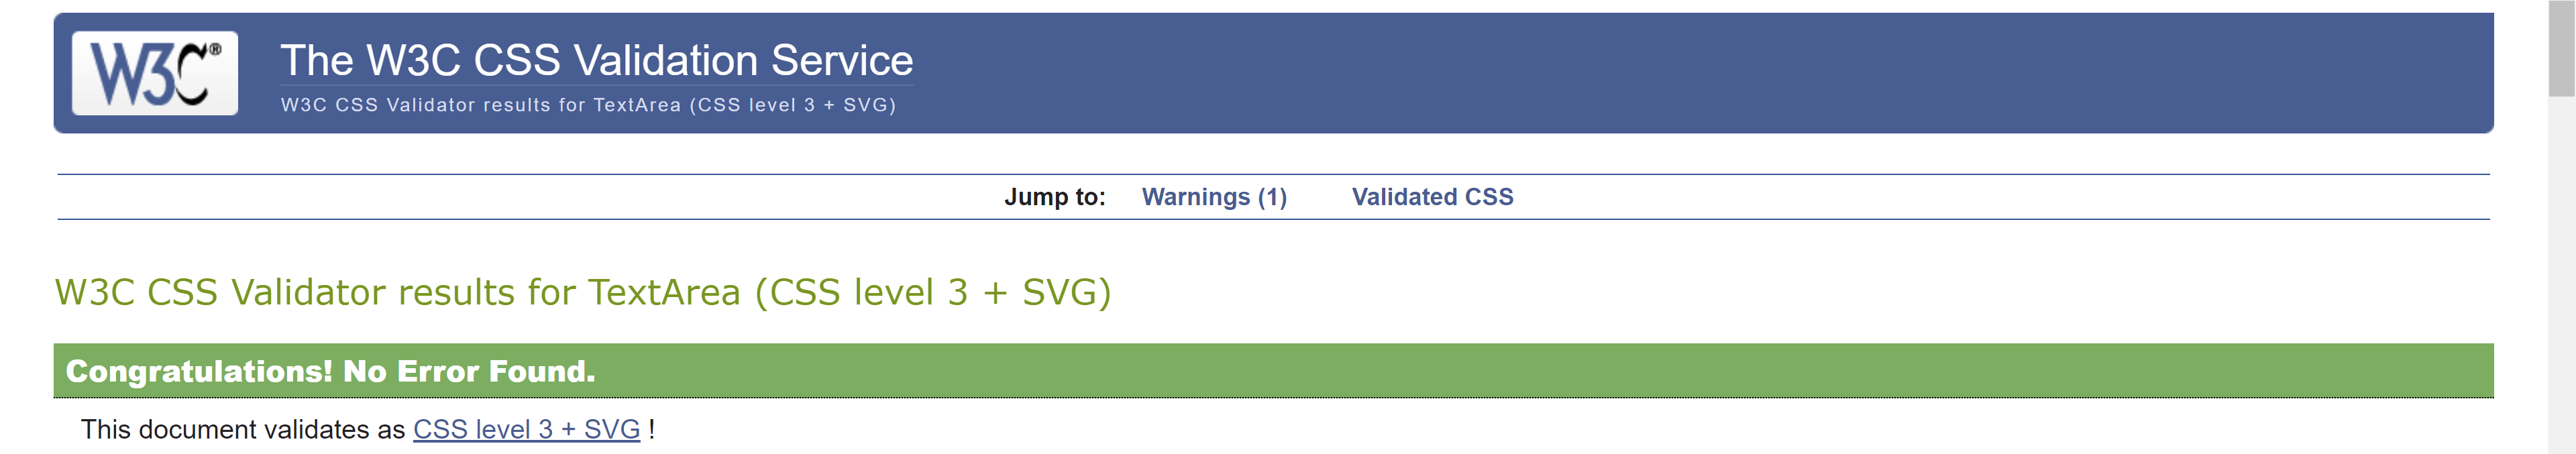 W3C®
The W3C CSS Validation Service
W3C CSS Validator results for TextArea (CSS level 3 + SVG)
Jump to: Warnings (1) Validated CSS
W3C CSS Validator results for TextArea (CSS level 3 + SVG)
Congratulations! No Error Found.
This document validates as CSS level 3 + SVG !